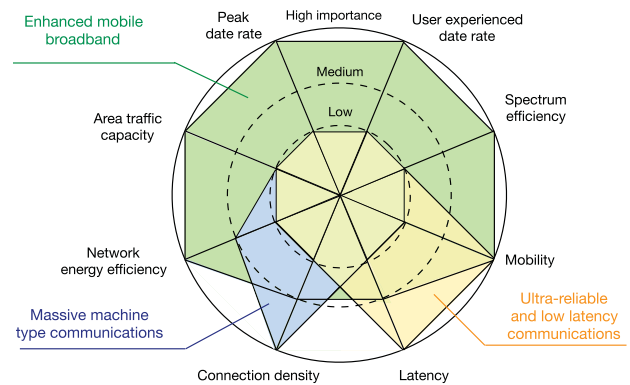 Enhanced mobile
broadband
Peak
date rate
High importance
User experienced
date rate
Medium
Low
Area traffic
capacity
Spectrum
efficiency
Network
energy efficiency
Mobility
Massive machine
type communications
Ultra-reliable
and low latency
communications
Connection density
Latency